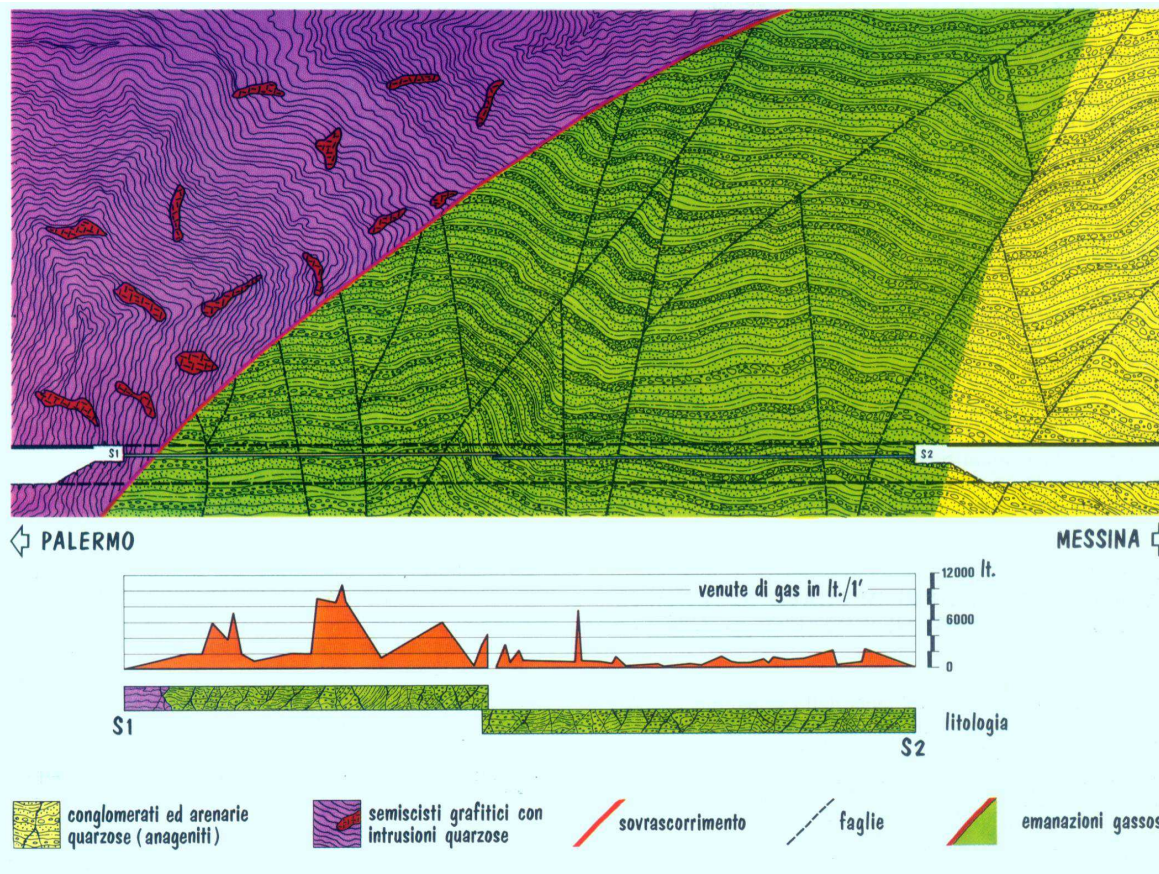 S1
S2
PALERMO
MESSINA
venute di gas in lt./1'
12000 lt.
6000
0
S1
S2
litologia
conglomerati ed arenarie
quarzose (anageniti)
semiscisti grafitici con
intrusioni quarzose
sovrascorrimento
faglie
emanazioni gassos